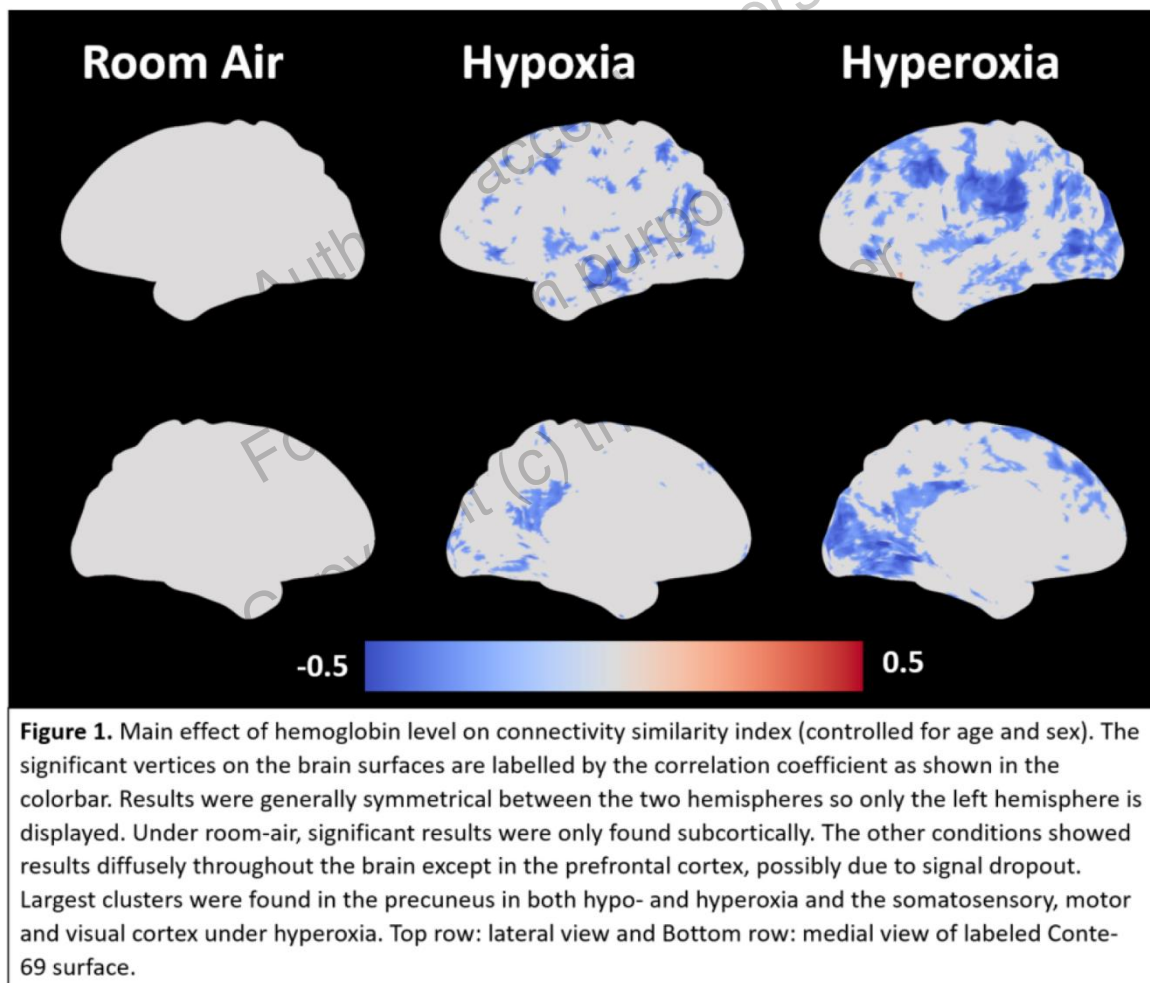 Room Air
Hypoxia
Hyperoxia
-0.5
0.5
Figure 1. Main effect of hemoglobin level on connectivity similarity index (controlled for age and sex). The
significant vertices on the brain surfaces are labelled by the correlation coefficient as shown in the
colorbar. Results were generally symmetrical between the two hemispheres so only the left hemisphere is
displayed. Under room-air, significant results were only found subcortically. The other conditions showed
results diffusely throughout the brain except in the prefrontal cortex, possibly due to signal dropout.
Largest clusters were found in the precuneus in both hypo- and hyperoxia and the somatosensory, motor
and visual cortex under hyperoxia. Top row: lateral view and Bottom row: medial view of labeled Conte-
69 surface.